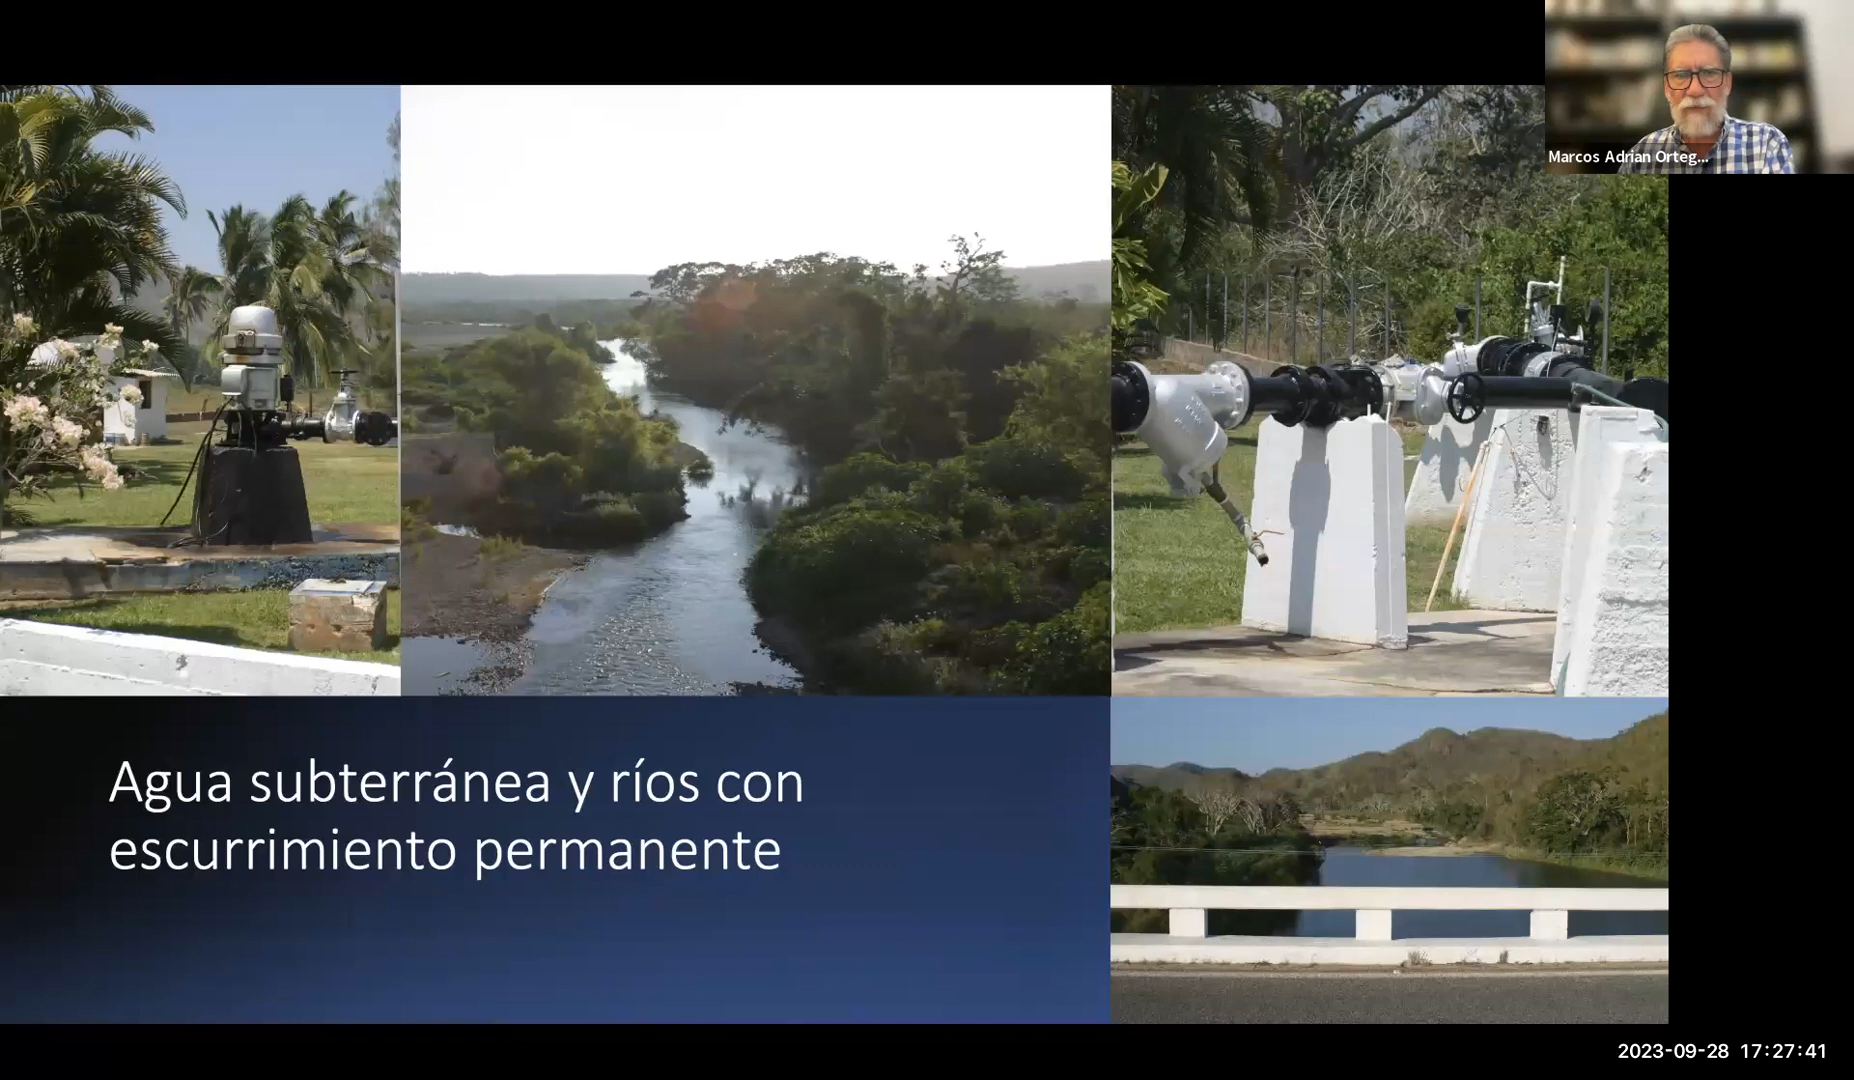 Marcos Adrian Orteg...
Agua subterránea y ríos con
escurrimiento permanente
2023-09-28 17:27:41